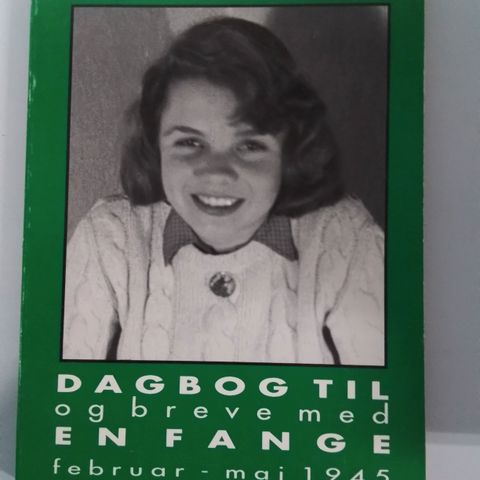 DAGBOG TIL
og breve med
EN FANGE
februar - maj 1945